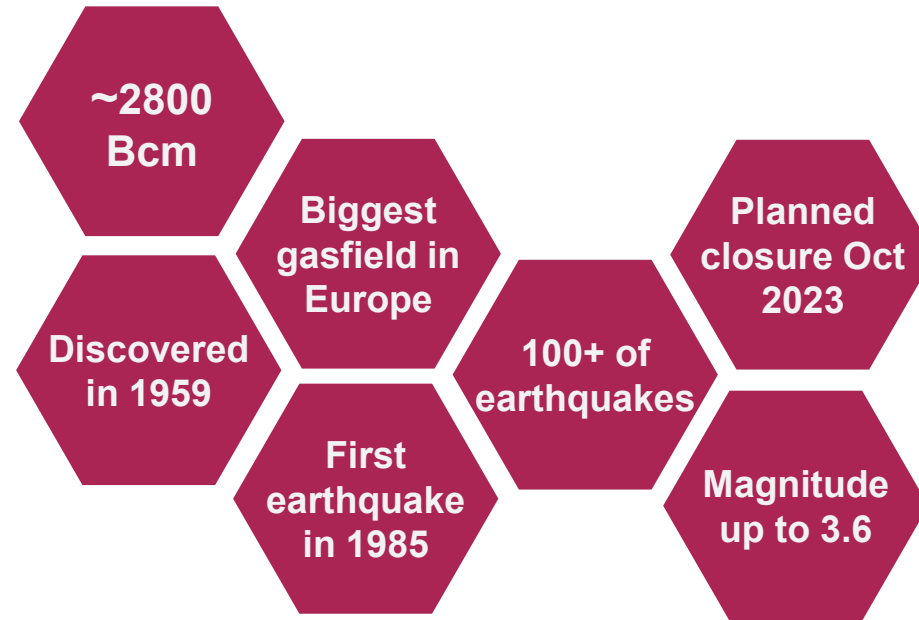 ~2800
Bcm
Biggest
gasfield in
Europe
Planned
closure Oct
2023
Discovered
in 1959
100+ of
earthquakes
First
earthquake
in 1985
Magnitude
up to 3.6